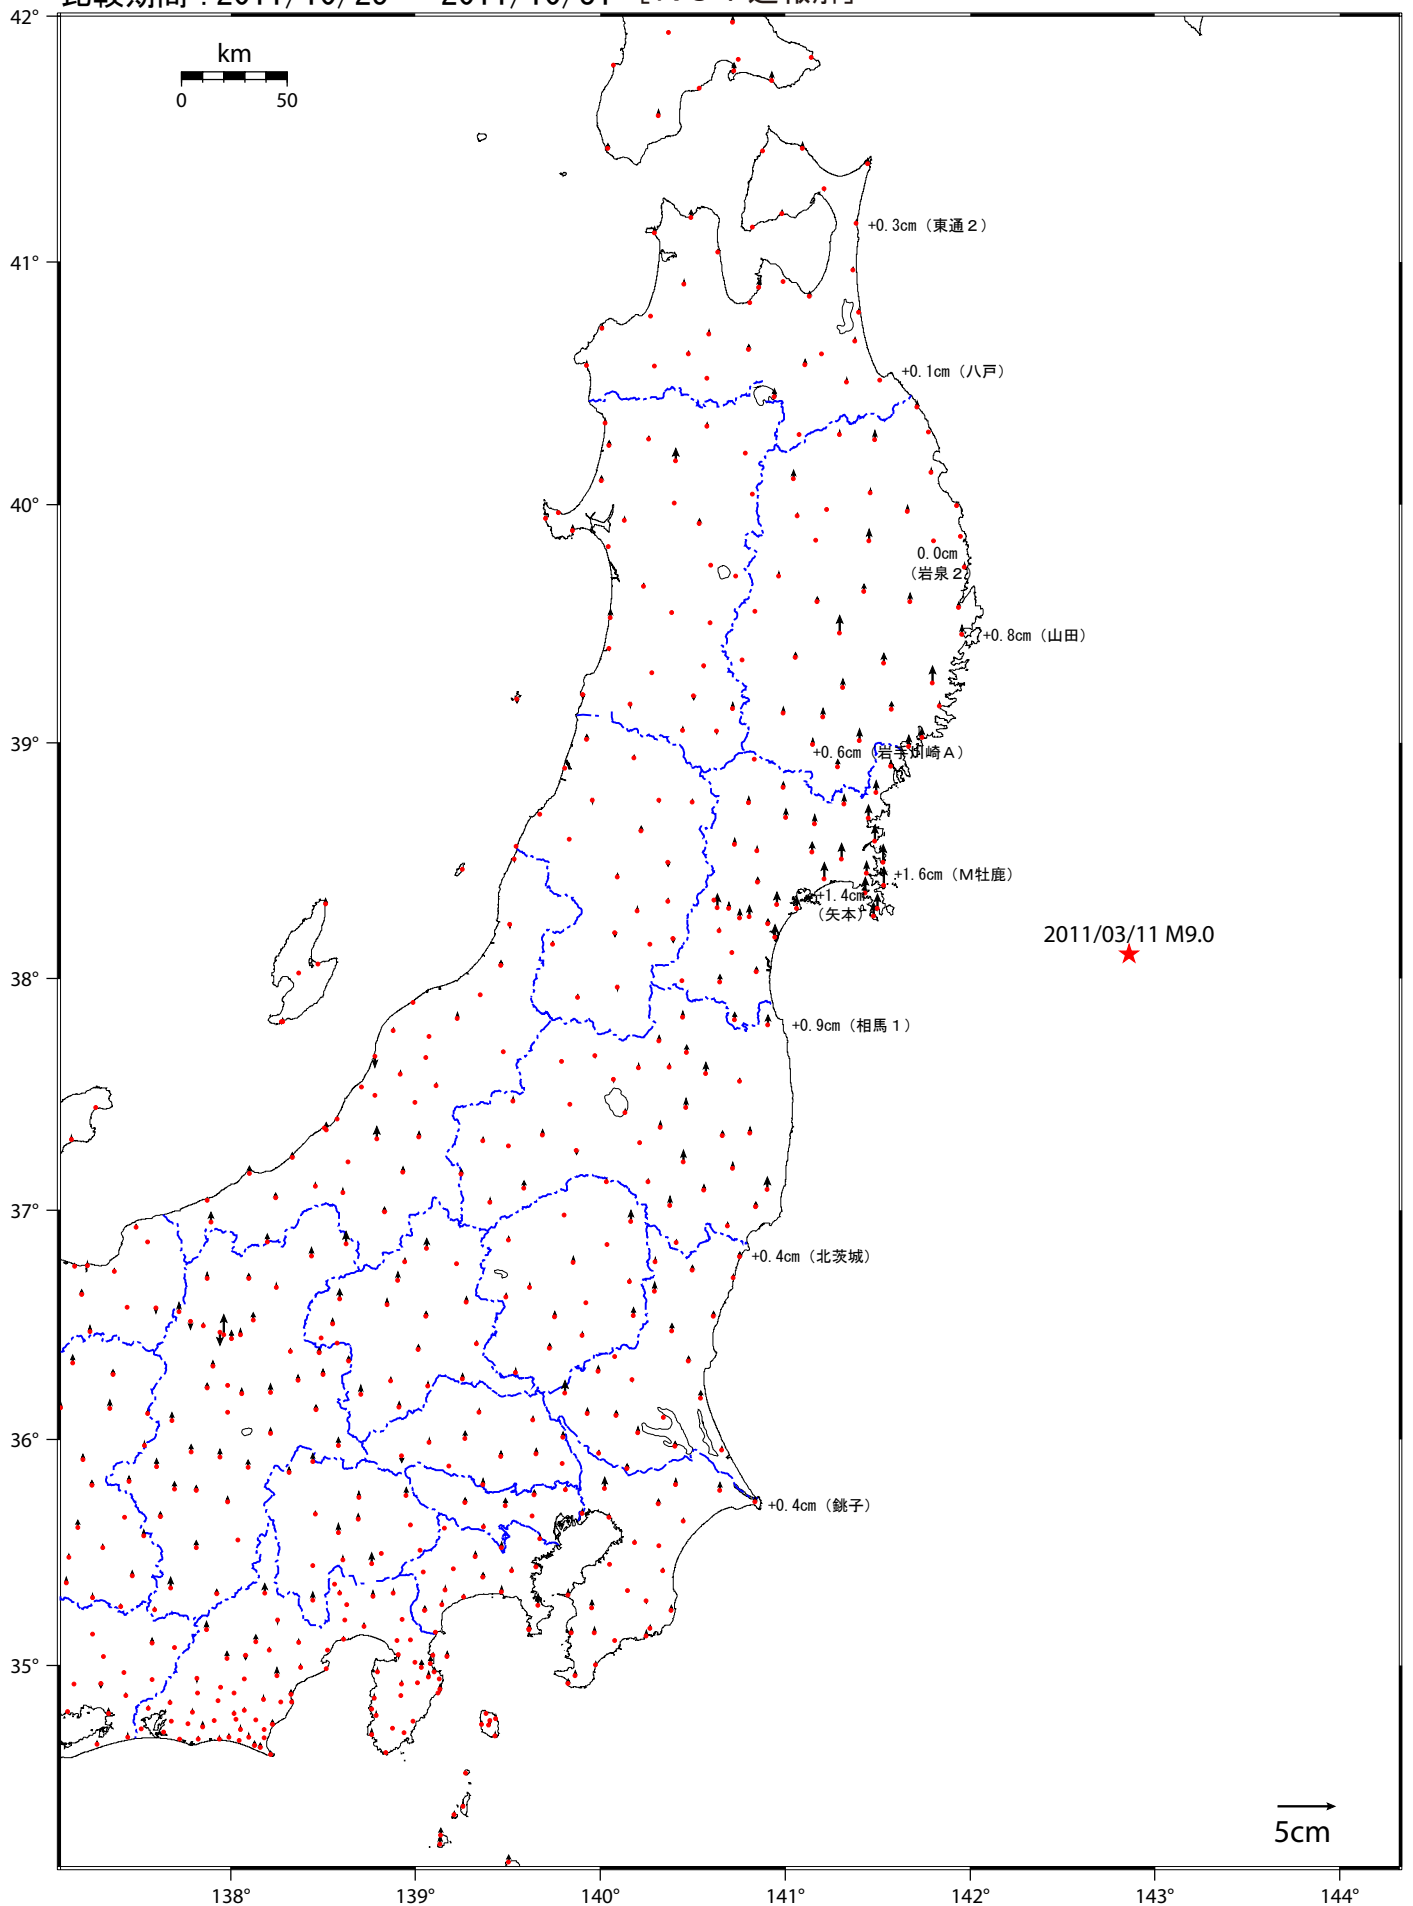 42°
km
0 50
+0.3cm（東通２）
41°
+0.1cm（八戸）
40°
0.0cm
（岩泉２）
+0.8cm（山田）
39°
+0.6cm（岩手川崎Ａ）
+1.6cm（Ｍ牡鹿）
+1.4cm
（矢本）
2011/03/11 M9.0
38°
+0.9cm（相馬１）
37°
+0.4cm（北茨城）
36°
+0.4cm（銚子）
35°
5cm
138° 139° 140° 141° 142° 143° 144°